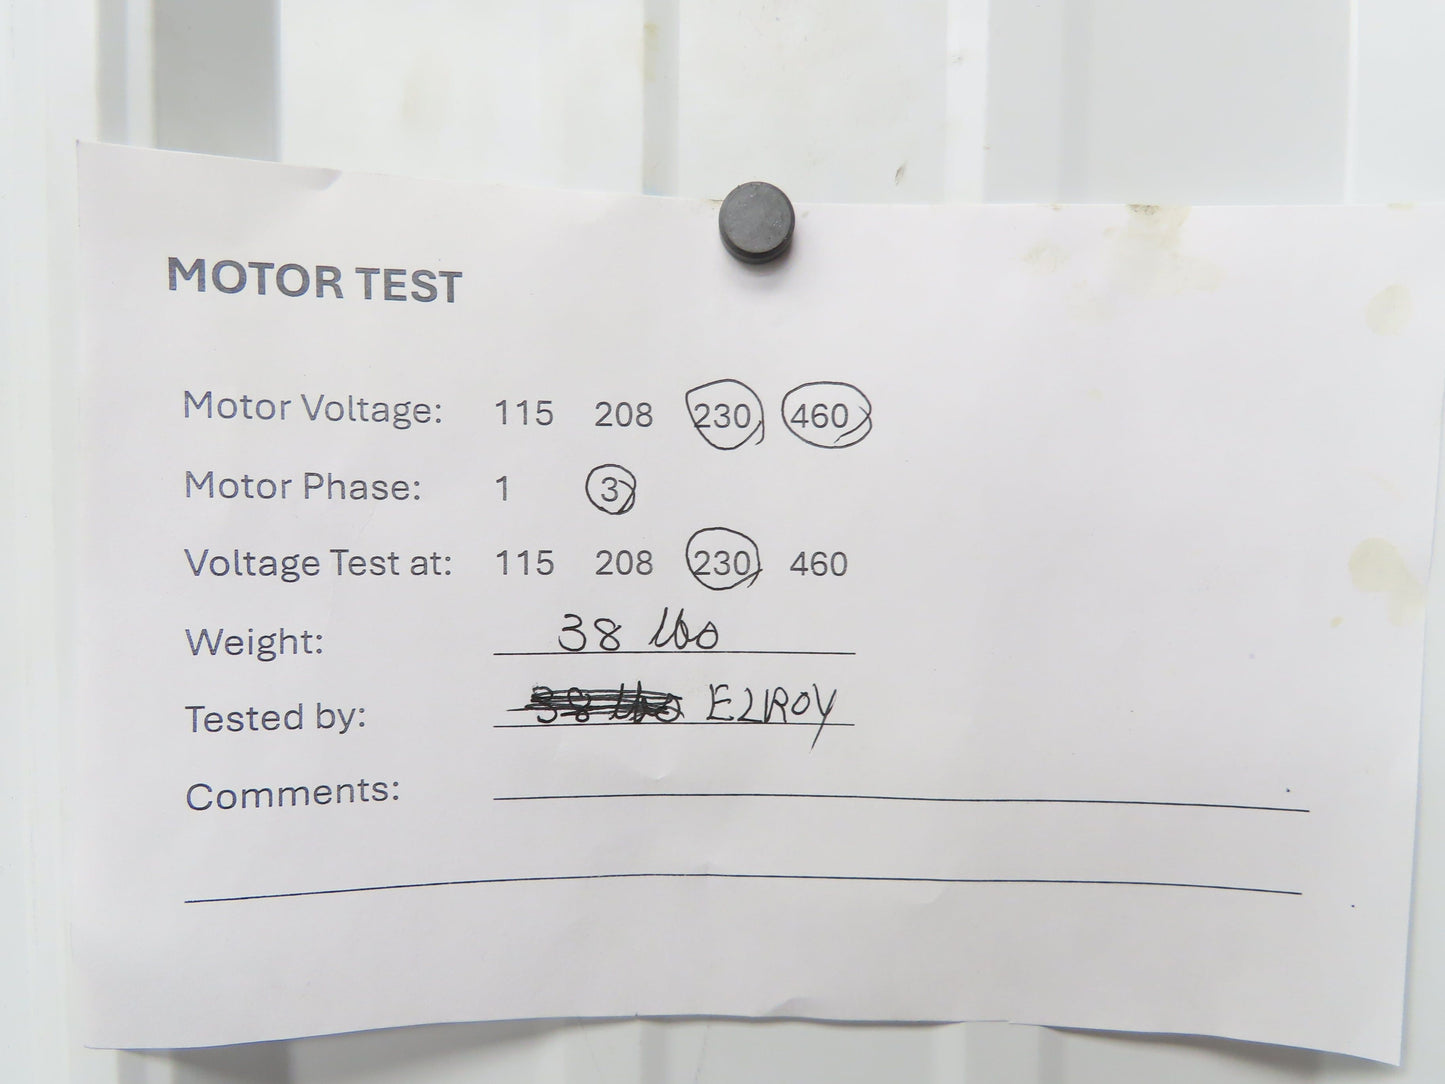 MOTOR TEST
Motor Voltage: 115 208 230 460
Motor Phase: 1 3
Voltage Test at: 115 208 230 460
Weight: 38 lbs
Tested by: 38 lbs ELROY
Comments: